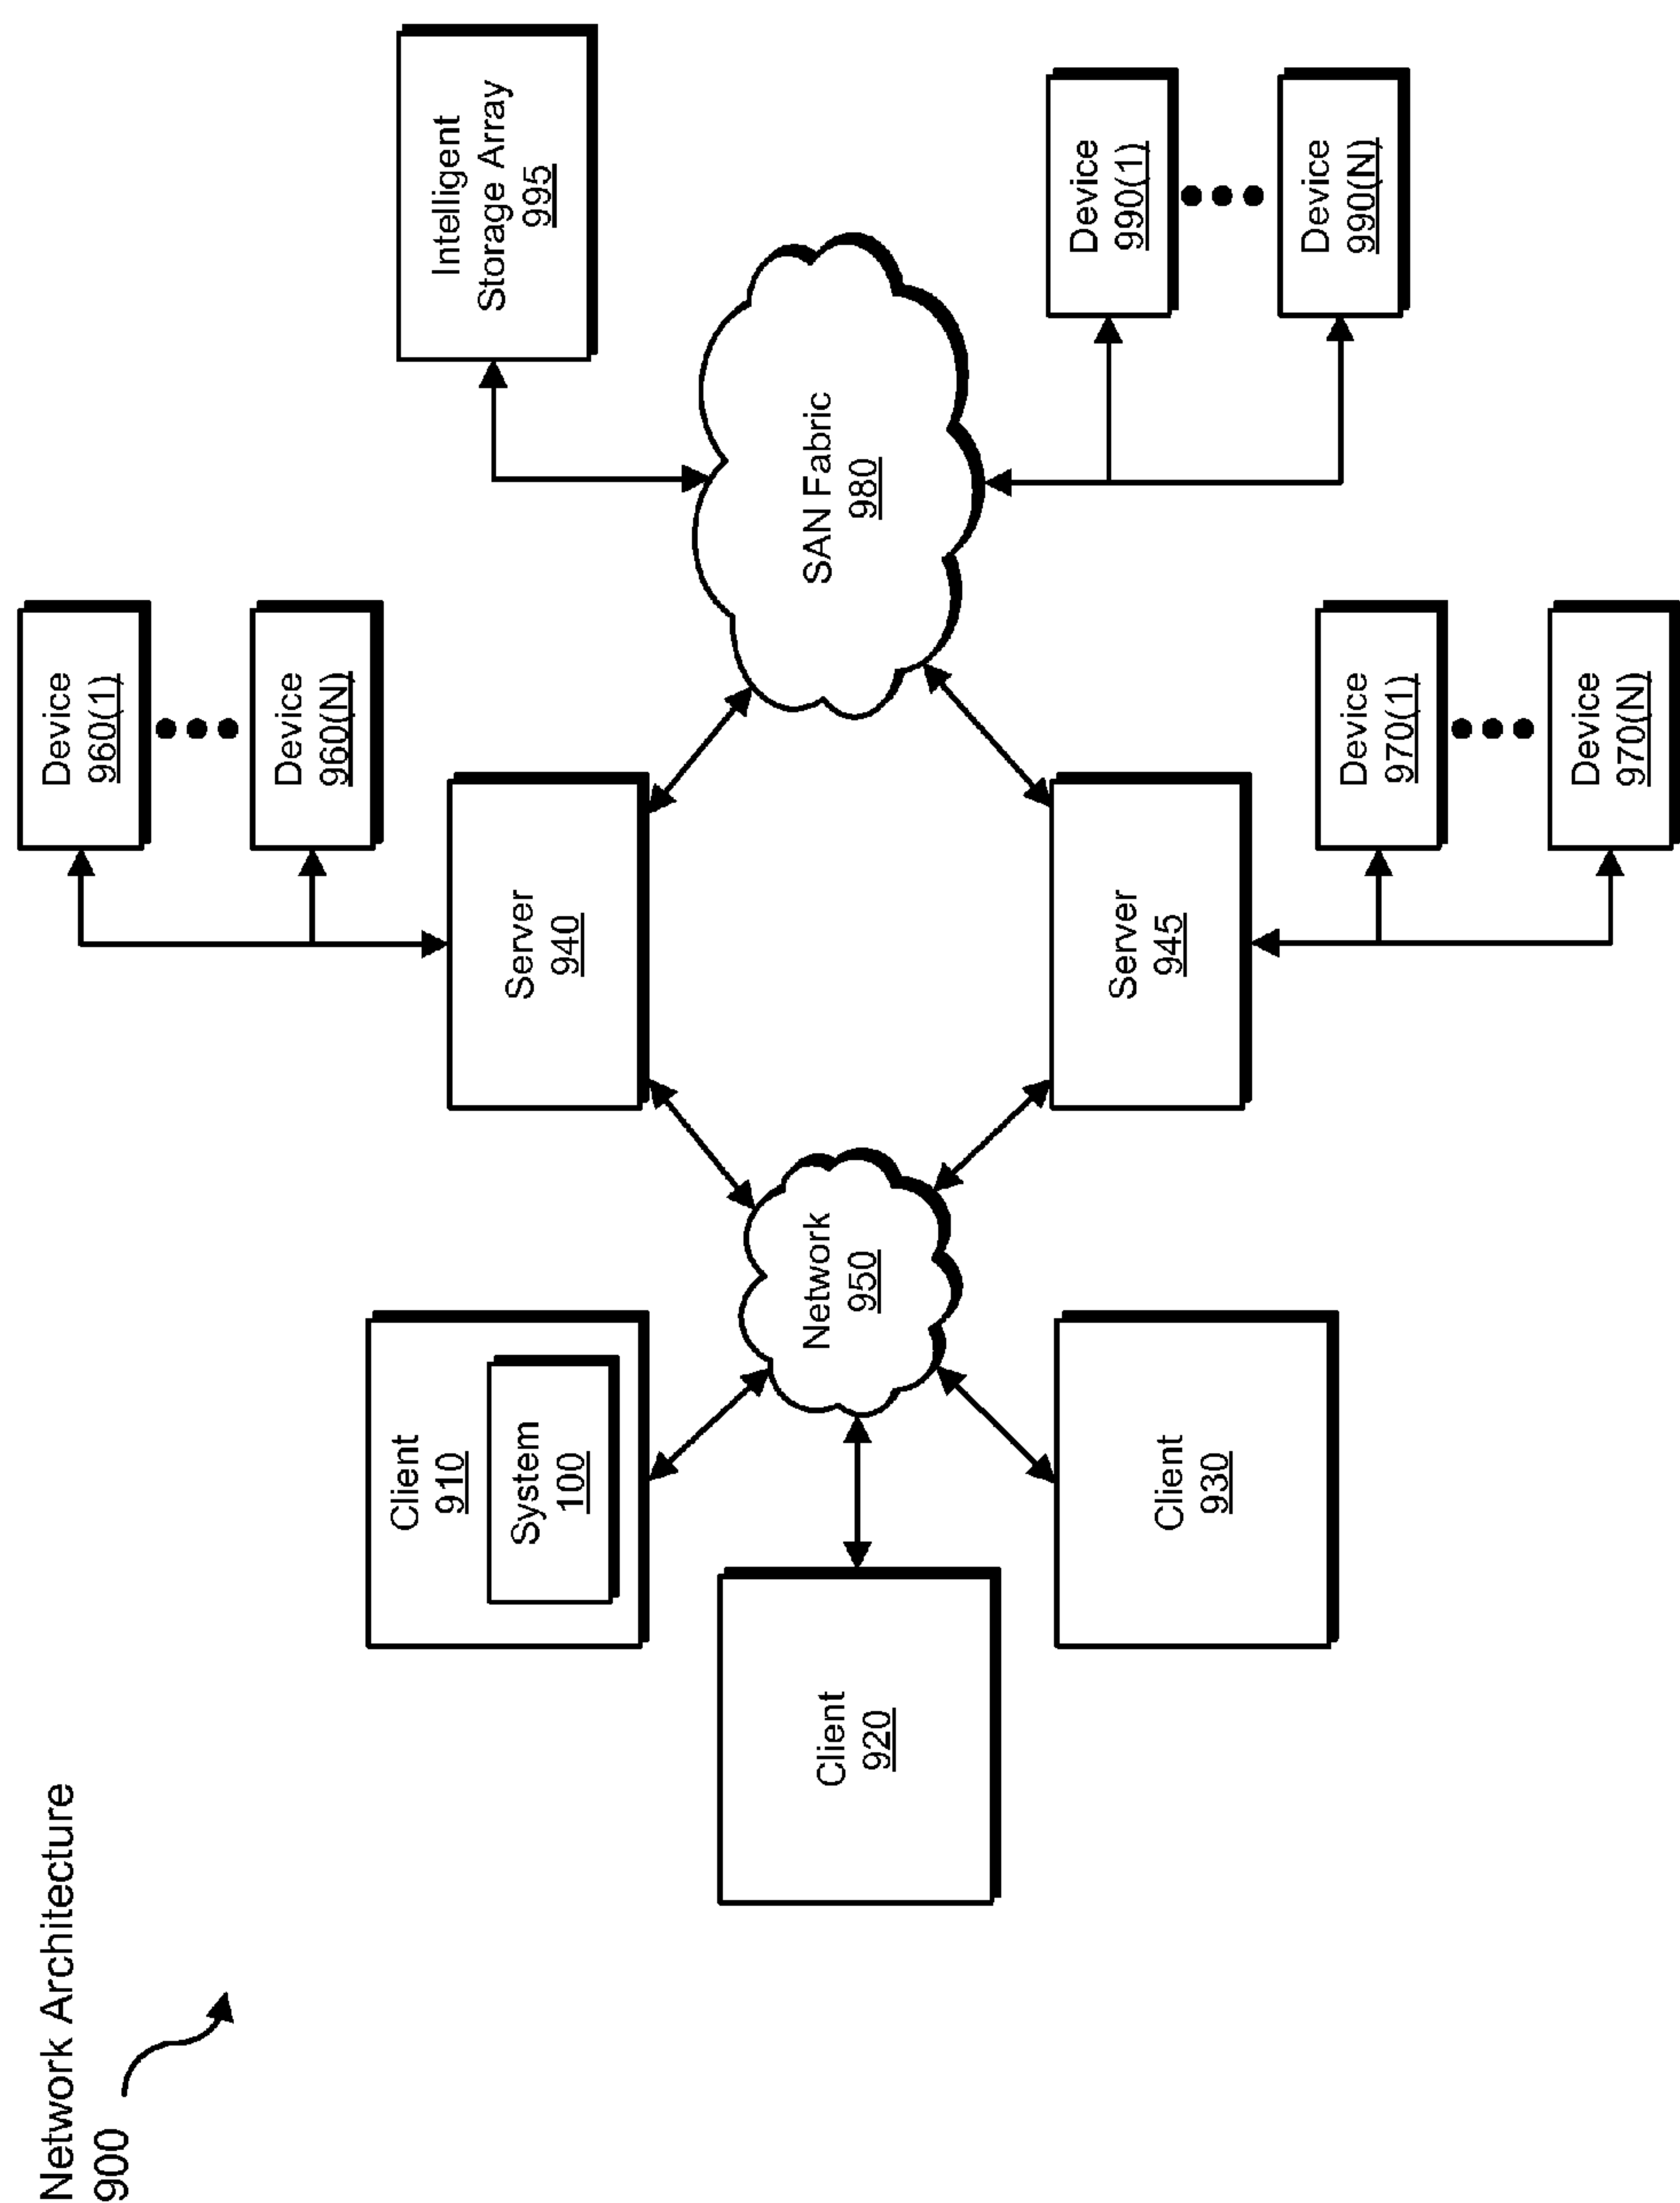 Network Architecture
900
Client
910
System
100
Client
920
Client
930
Network
950
Server
940
Server
945
Device
960(1)
Device
960(N)
Device
970(1)
Device
970(N)
SAN Fabric
980
Intelligent
Storage Array
995
Device
990(1)
Device
990(N)